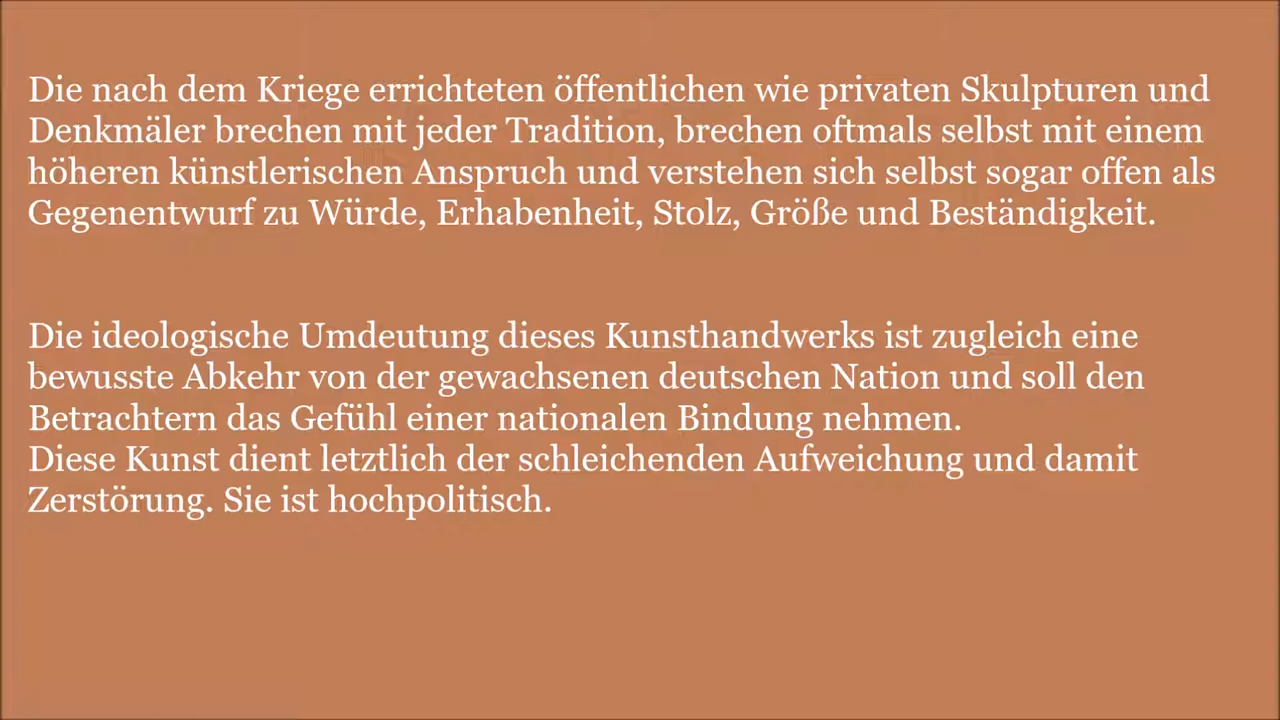 Die nach dem Kriege errichteten öffentlichen wie privaten Skulpturen und
Denkmäler brechen mit jeder Tradition, brechen oftmals selbst mit einem
höheren künstlerischen Anspruch und verstehen sich selbst sogar offen als
Gegenentwurf zu Würde, Erhabenheit, Stolz, Größe und Beständigkeit.
Die ideologische Umdeutung dieses Kunsthandwerks ist zugleich eine
bewusste Abkehr von der gewachsenen deutschen Nation und soll den
Betrachtern das Gefühl einer nationalen Bindung nehmen.
Diese Kunst dient letztlich der schleichenden Aufweichung und damit
Zerstörung. Sie ist hochpolitisch.